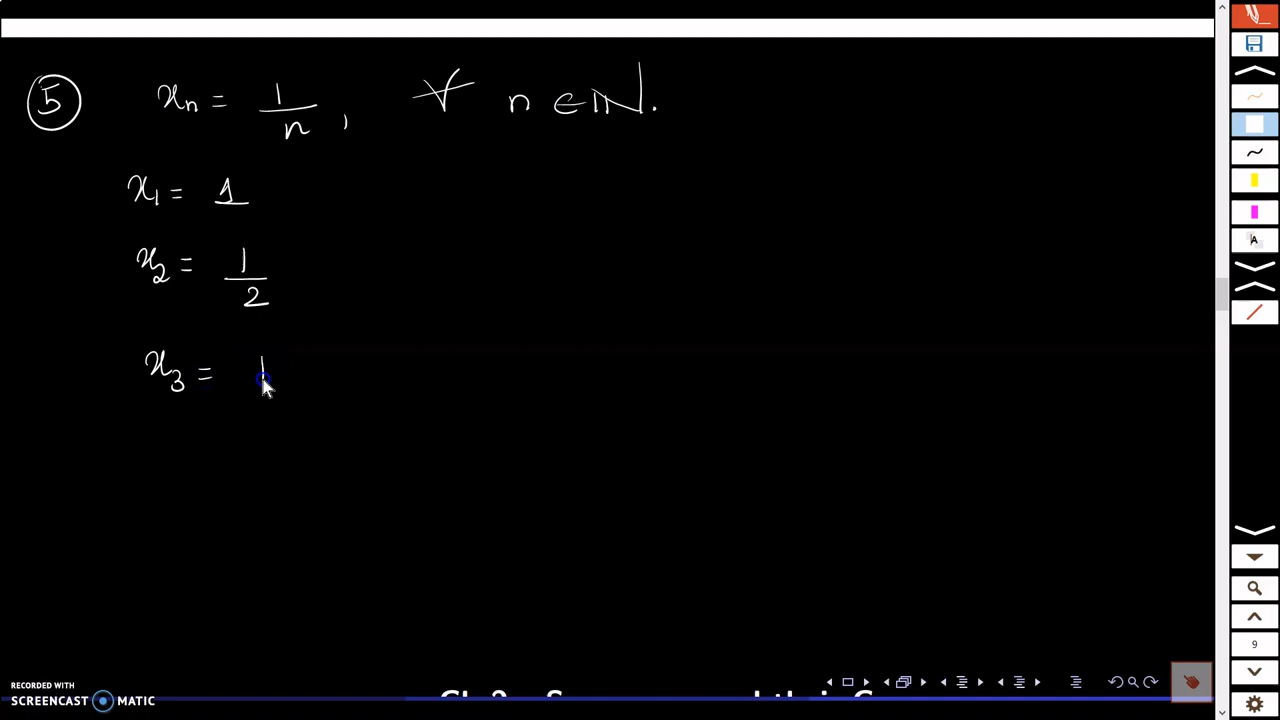 5 xₙ = 1/n , ∀ n ∈ ℕ.
x₁ = 1
x₂ = 1/2
x₃ = 1
A
9
RECORDED WITH
SCREENCAST MATIC